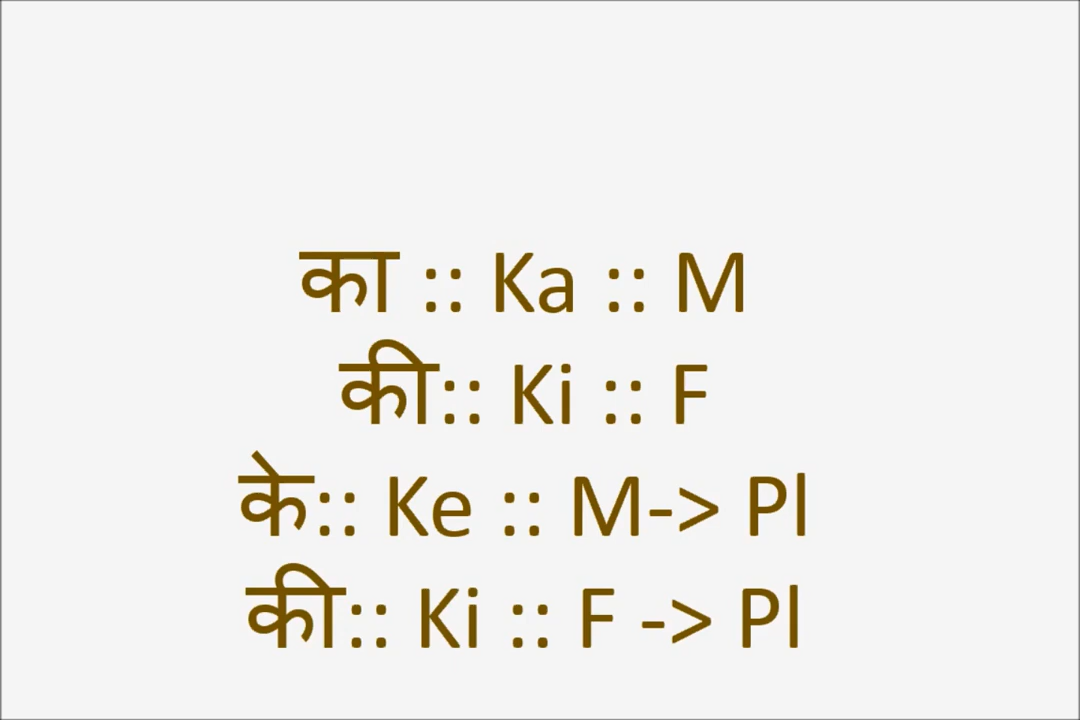 का :: Ka :: M
की:: Ki :: F
के:: Ke :: M-> Pl
की:: Ki :: F -> Pl